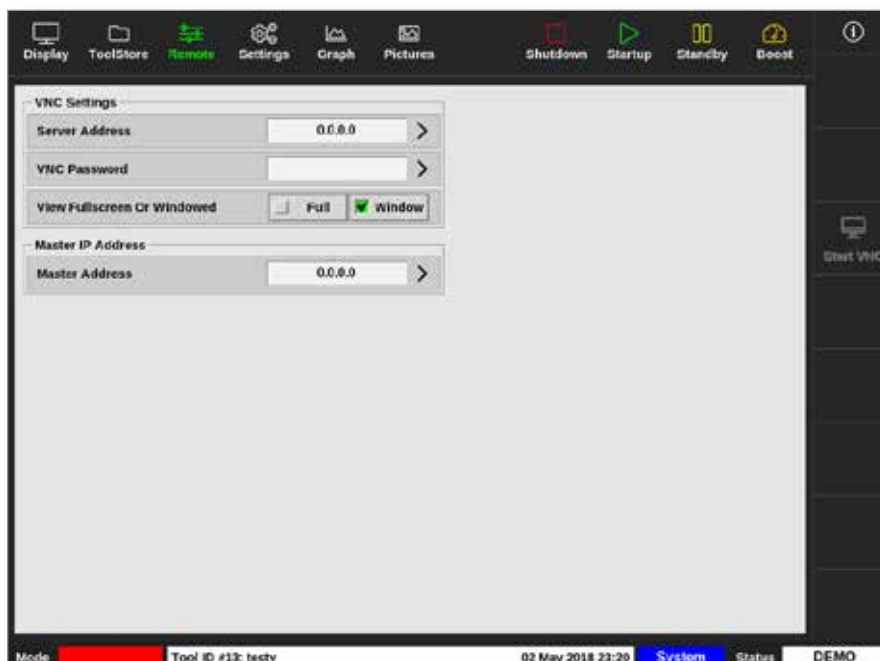 Display ToolStore Remote Settings Graph Pictures Shutdown Startup Standby Boost
VNC Settings
Server Address 0.0.0.0
VNC Password
View Fullscreen Or Windowed Full Window
Start VNC
Master IP Address
Master Address 0.0.0.0
Mode Tool ID #13: testy 02 May 2018 23:20 System Status DEMO